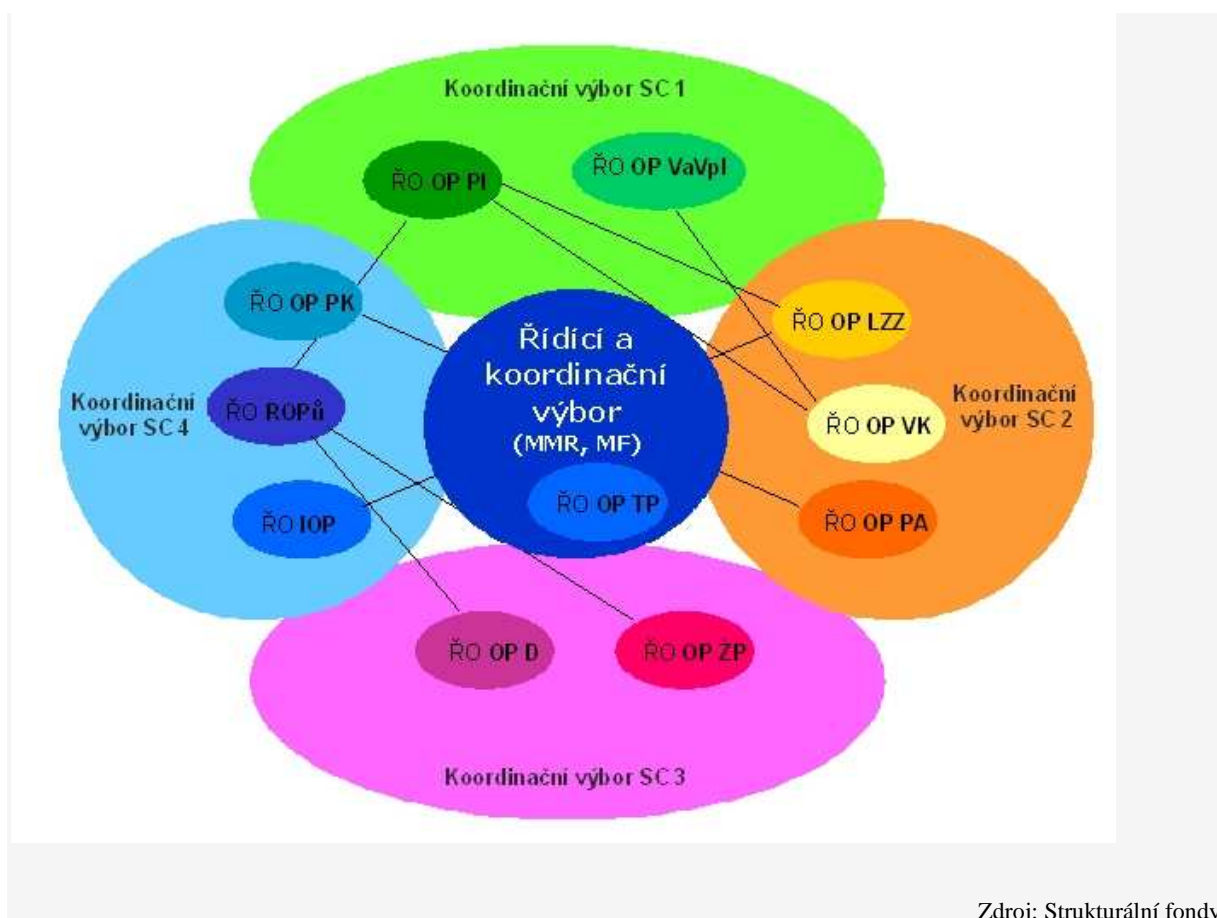 Koordinační výbor SC 1
ŘO OP PI
ŘO OP VaVpI
ŘO OP PK
ŘO OP LZZ
Řídící a
koordinační
výbor
(MMR, MF)
Koordinační
výbor SC 4
ŘO ROPů
ŘO OP VK
Koordinační
výbor SC 2
ŘO IOP
ŘO OP TP
ŘO OP PA
ŘO OP D
ŘO OP ŽP
Koordinační výbor SC 3
Zdroj: Strukturální fondy